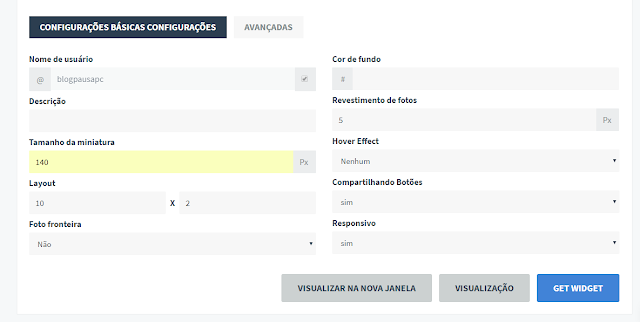 CONFIGURAÇÕES BÁSICAS CONFIGURAÇÕES AVANÇADAS
Nome de usuário
@ blogpausapc
Descrição
Tamanho da miniatura
140 Px
Layout
10 X 2
Foto fronteira
Não
Cor de fundo
#
Revestimento de fotos
5 Px
Hover Effect
Nenhum
Compartilhando Botões
sim
Responsivo
sim
VISUALIZAR NA NOVA JANELA VISUALIZAÇÃO GET WIDGET